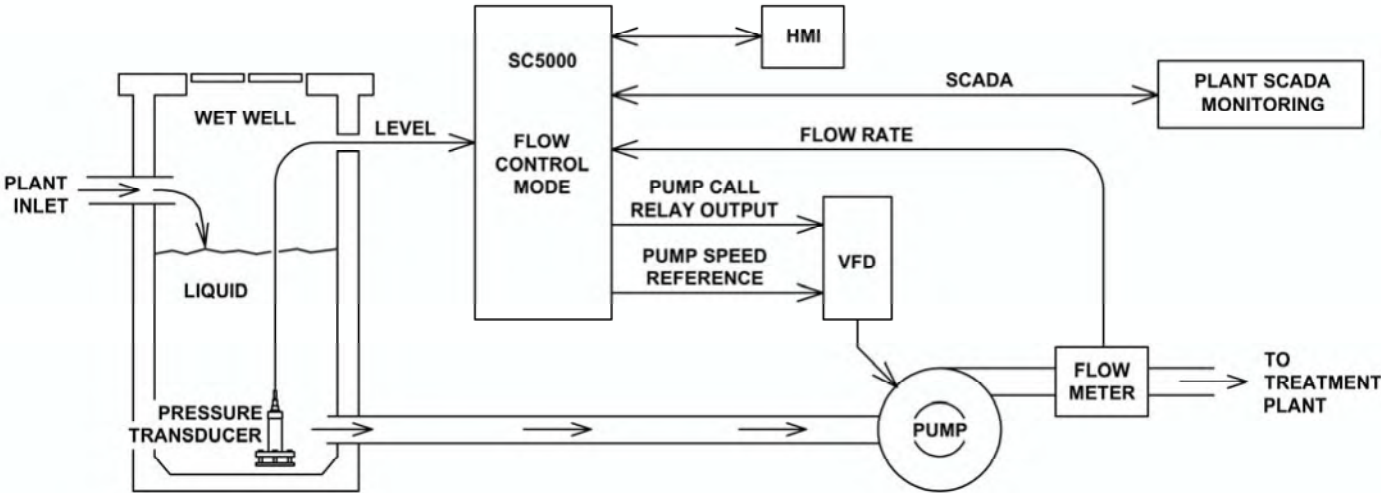 SC5000
FLOW
CONTROL
MODE
HMI
SCADA
PLANT SCADA
MONITORING
WET WELL
LEVEL
FLOW RATE
PLANT
INLET
PUMP CALL
RELAY OUTPUT
PUMP SPEED
REFERENCE
VFD
LIQUID
PRESSURE
TRANSDUCER
PUMP
FLOW
METER
TO
TREATMENT
PLANT